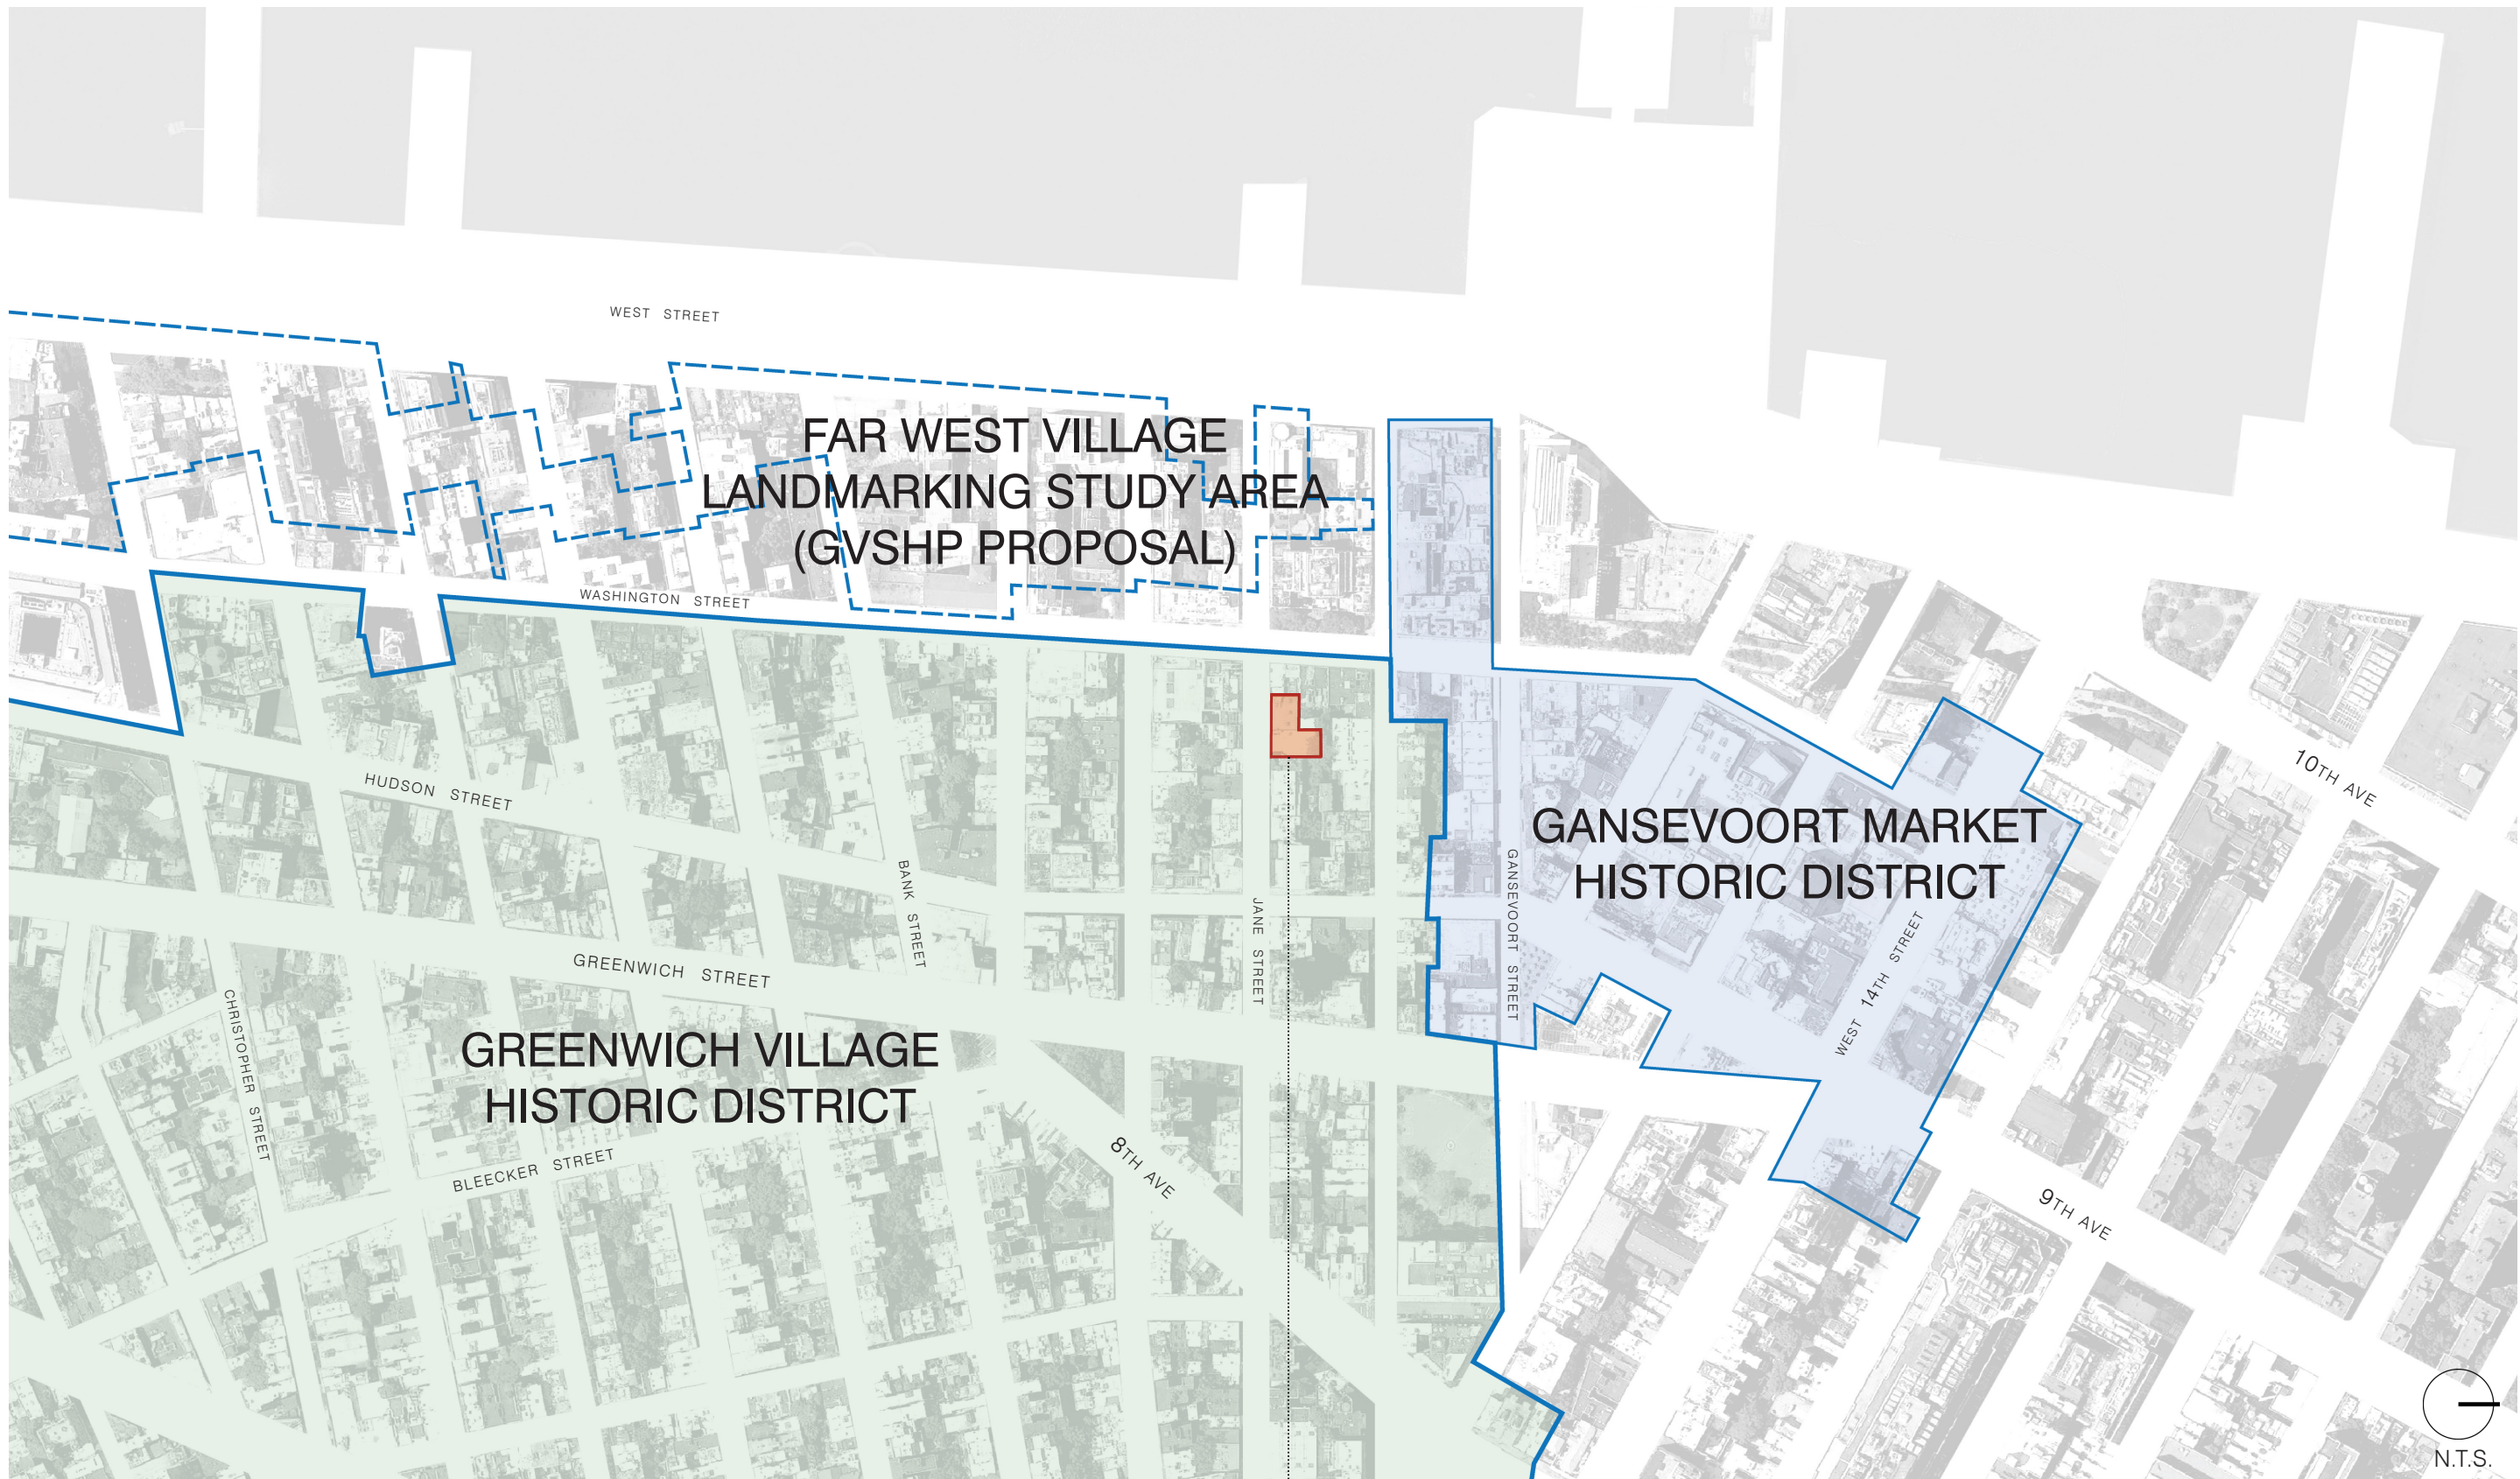 WEST STREET
FAR WEST VILLAGE
LANDMARKING STUDY AREA
(GVSHP PROPOSAL)
WASHINGTON STREET
HUDSON STREET
10TH AVE
GANSEVOORT MARKET
HISTORIC DISTRICT
BANK STREET
JANE STREET
GANSEVOORT STREET
WEST 14TH STREET
GREENWICH STREET
CHRISTOPHER STREET
GREENWICH VILLAGE
HISTORIC DISTRICT
BLEECKER STREET
8TH AVE
9TH AVE
N.T.S.